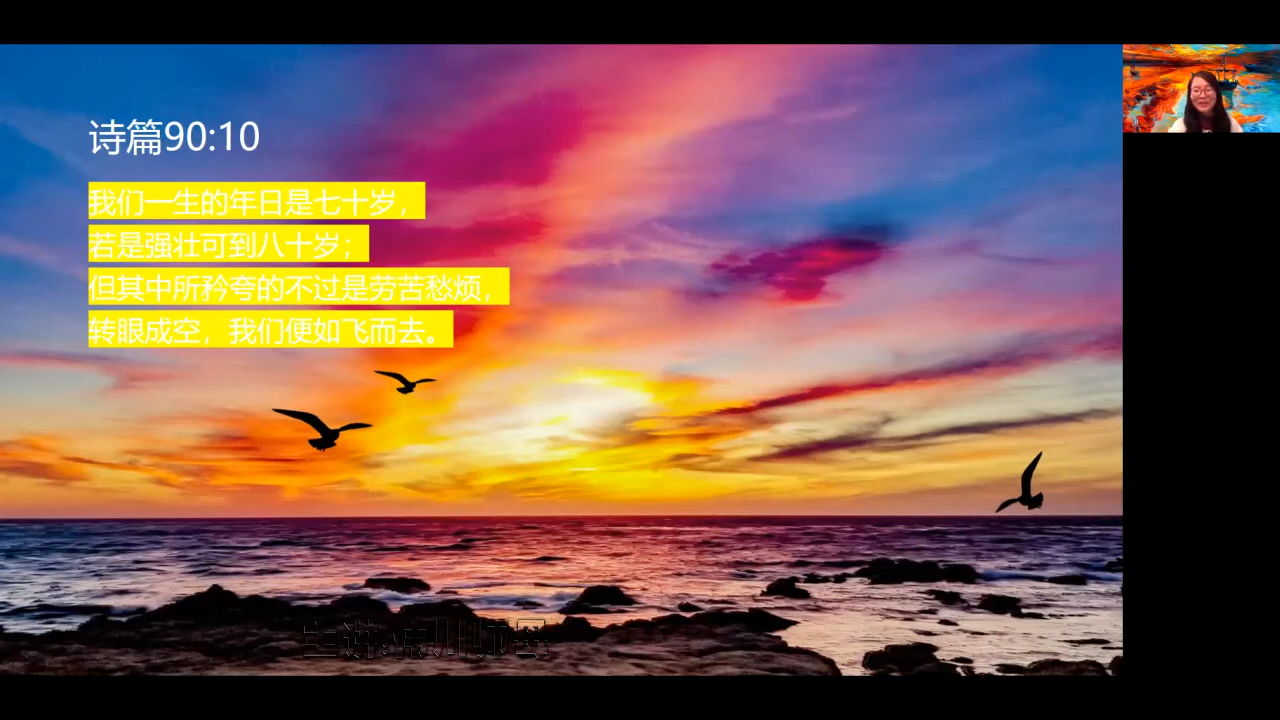 诗篇90:10
我们一生的年日是七十岁，
若是强壮可到八十岁；
但其中所矜夸的不过是劳苦愁烦，
转眼成空，我们便如飞而去。